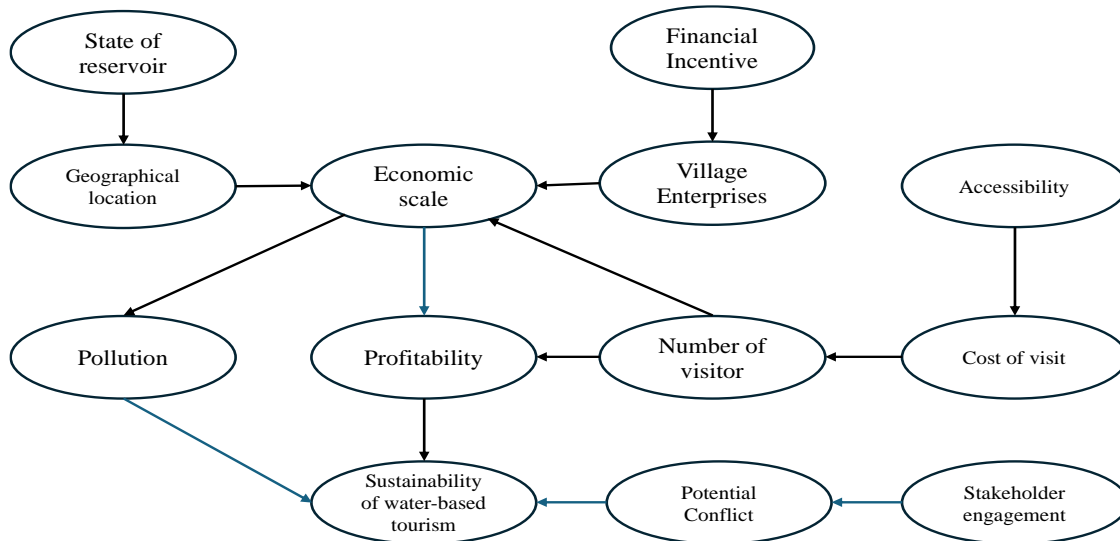 State of
reservoir
Financial
Incentive
Geographical
location
Economic
scale
Village
Enterprises
Accessibility
Pollution
Profitability
Number of
visitor
Cost of visit
Sustainability
of water-based
tourism
Potential
Conflict
Stakeholder
engagement